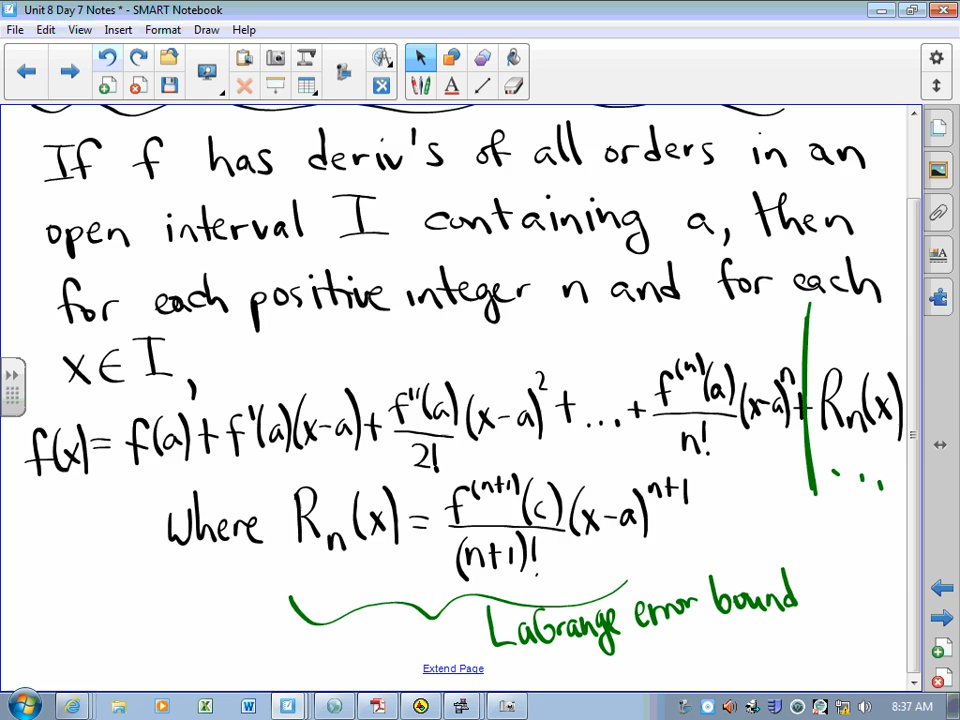 Unit 8 Day 7 Notes * - SMART Notebook
File Edit View Insert Format Draw Help
If f has deriv's of all orders in an
open interval I containing a, then
for each positive integer n and for each
x ∈ I,
f(x) = f(a) + f'(a)(x-a) + f''(a)/2! (x-a)² + ... + f⁽ⁿ⁾(a)/n! (x-a)ⁿ + Rₙ(x)
...
where Rₙ(x) = f⁽ⁿ⁺¹⁾(c)/(n+1)! (x-a)ⁿ⁺¹
LaGrange error bound
Extend Page
8:37 AM